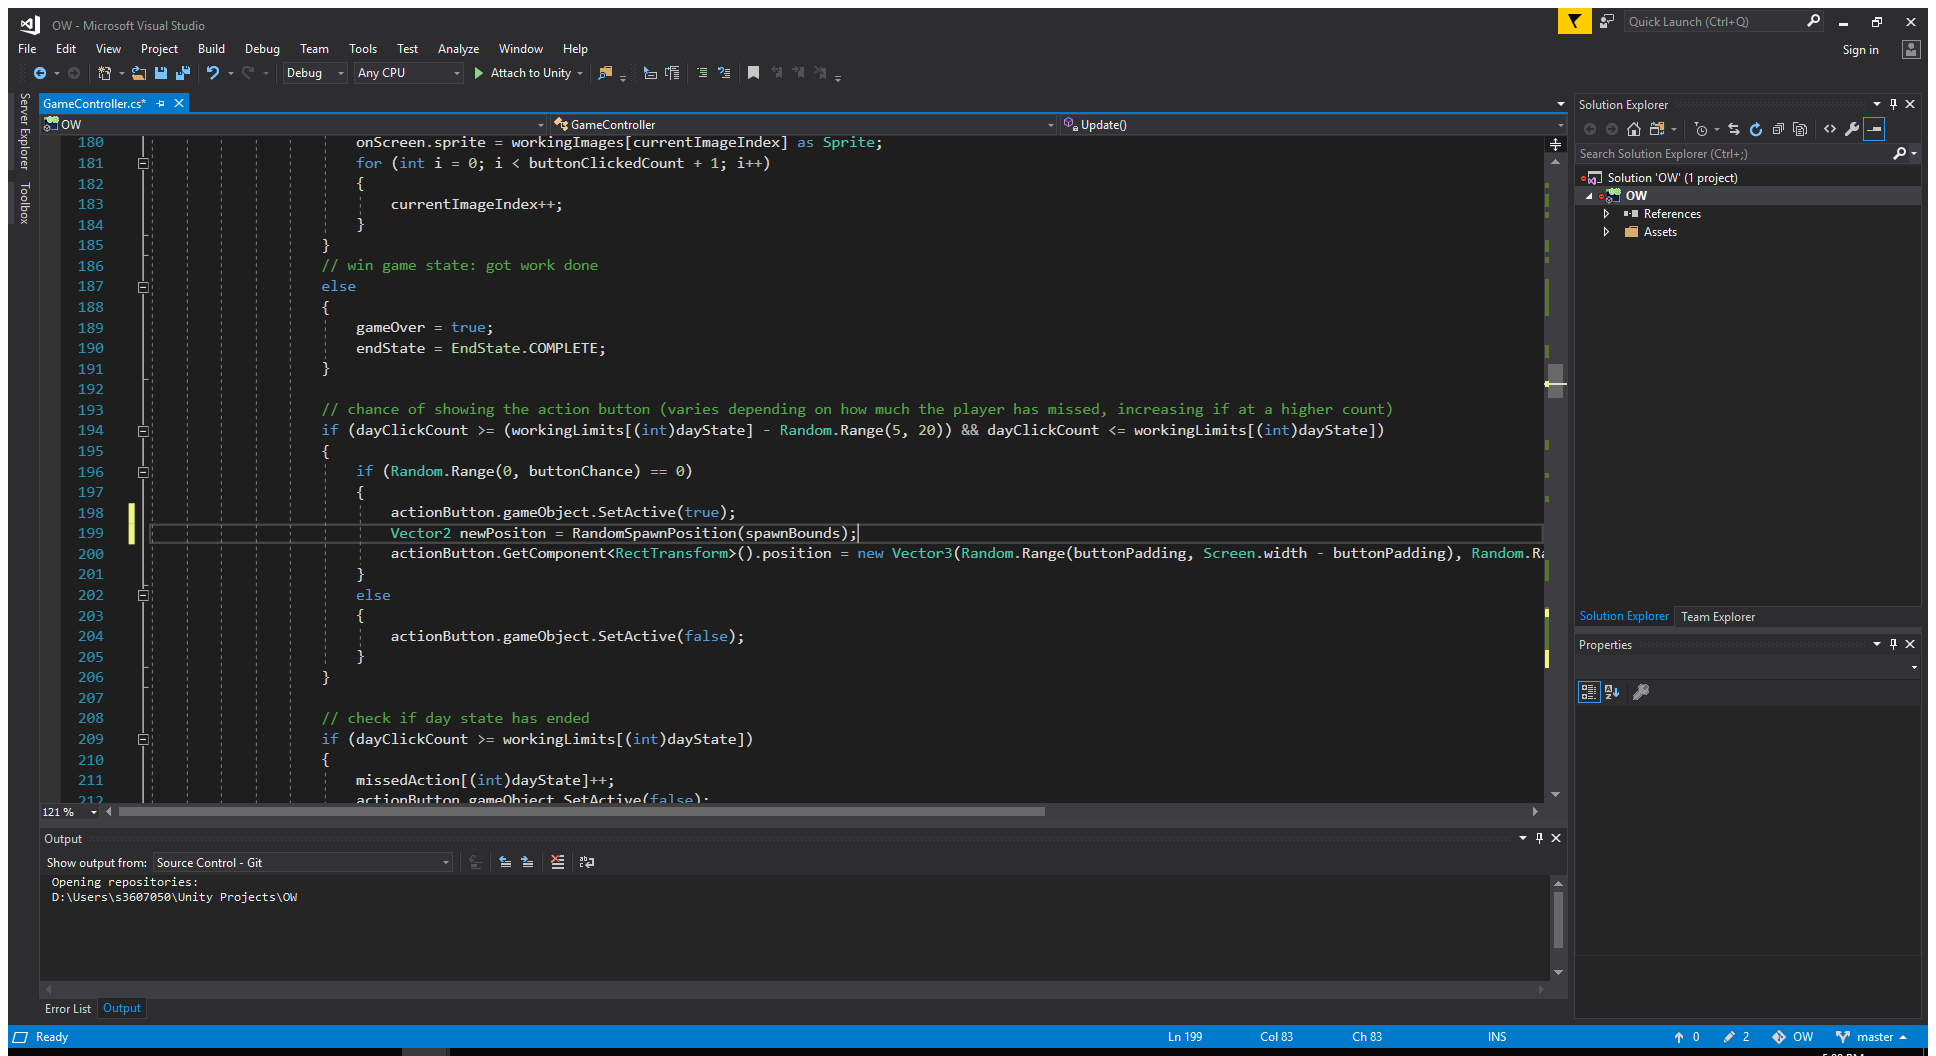 OW - Microsoft Visual Studio
Quick Launch (Ctrl+Q)
File Edit View Project Build Debug Team Tools Test Analyze Window Help
Sign in
Debug Any CPU Attach to Unity
Server Explorer
Toolbox
GameController.cs*
OW GameController Update()
180 onScreen.sprite = workingImages[currentImageIndex] as Sprite;
181 for (int i = 0; i < buttonClickedCount + 1; i++)
182 {
183 currentImageIndex++;
184 }
185 }
186 // win game state: got work done
187 else
188 {
189 gameOver = true;
190 endState = EndState.COMPLETE;
191 }
192
193 // chance of showing the action button (varies depending on how much the player has missed, increasing if at a higher count)
194 if (dayClickCount >= (workingLimits[(int)dayState] - Random.Range(5, 20)) && dayClickCount <= workingLimits[(int)dayState])
195 {
196 if (Random.Range(0, buttonChance) == 0)
197 {
198 actionButton.gameObject.SetActive(true);
199 Vector2 newPositon = RandomSpawnPosition(spawnBounds);
200 actionButton.GetComponent<RectTransform>().position = new Vector3(Random.Range(buttonPadding, Screen.width - buttonPadding), Random.Ra
201 }
202 else
203 {
204 actionButton.gameObject.SetActive(false);
205 }
206 }
207
208 // check if day state has ended
209 if (dayClickCount >= workingLimits[(int)dayState])
210 {
211 missedAction[(int)dayState]++;
212 actionButton.gameObject.SetActive(false);
121 %
Output
Show output from: Source Control - Git
Opening repositories:
D:\Users\s3607050\Unity Projects\OW
Error List Output
Solution Explorer
Search Solution Explorer (Ctrl+;)
Solution 'OW' (1 project)
OW
References
Assets
Solution Explorer Team Explorer
Properties
Ready Ln 199 Col 83 Ch 83 INS 0 2 OW master